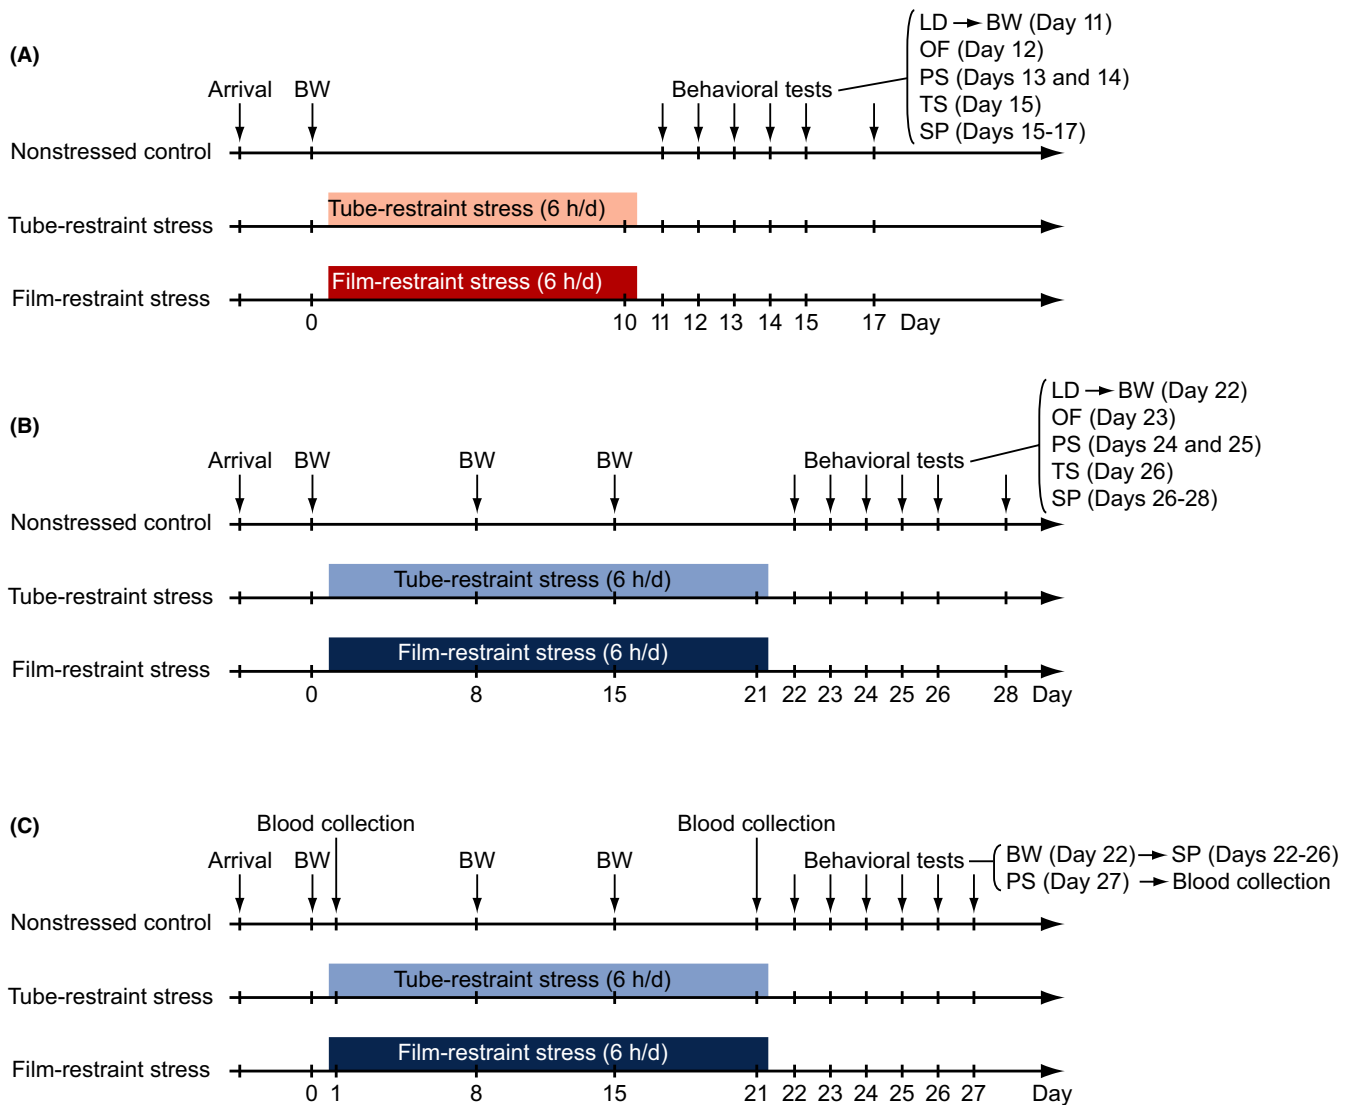 (A)
Arrival BW Behavioral tests
LD → BW (Day 11)
OF (Day 12)
PS (Days 13 and 14)
TS (Day 15)
SP (Days 15-17)
Nonstressed control
Tube-restraint stress Tube-restraint stress (6 h/d)
Film-restraint stress Film-restraint stress (6 h/d)
0 10 11 12 13 14 15 17 Day
(B)
Arrival BW BW BW Behavioral tests
LD → BW (Day 22)
OF (Day 23)
PS (Days 24 and 25)
TS (Day 26)
SP (Days 26-28)
Nonstressed control
Tube-restraint stress Tube-restraint stress (6 h/d)
Film-restraint stress Film-restraint stress (6 h/d)
0 8 15 21 22 23 24 25 26 28 Day
(C)
Blood collection Blood collection
Arrival BW BW BW Behavioral tests
BW (Day 22) → SP (Days 22-26)
PS (Day 27) → Blood collection
Nonstressed control
Tube-restraint stress Tube-restraint stress (6 h/d)
Film-restraint stress Film-restraint stress (6 h/d)
0 1 8 15 21 22 23 24 25 26 27 Day